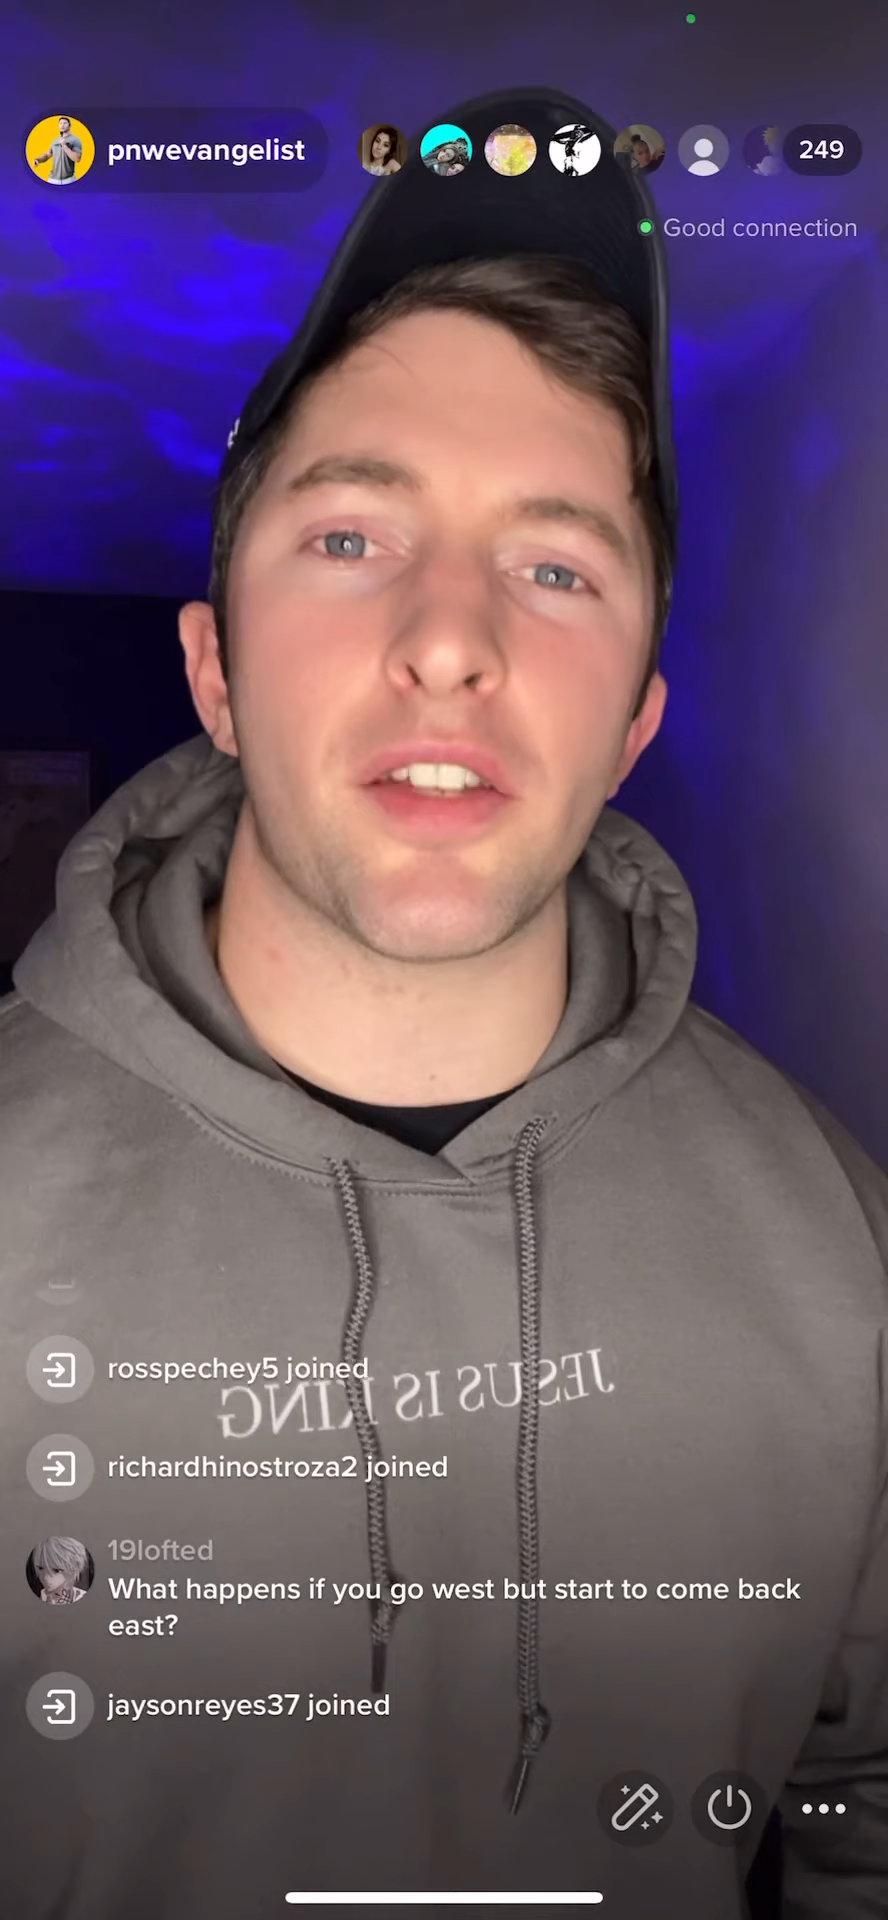 pnwevangelist
249
Good connection
rosspechey5 joined
JESUS IS KING
richardhinostroza2 joined
19lofted
What happens if you go west but start to come back
east?
jaysonreyes37 joined